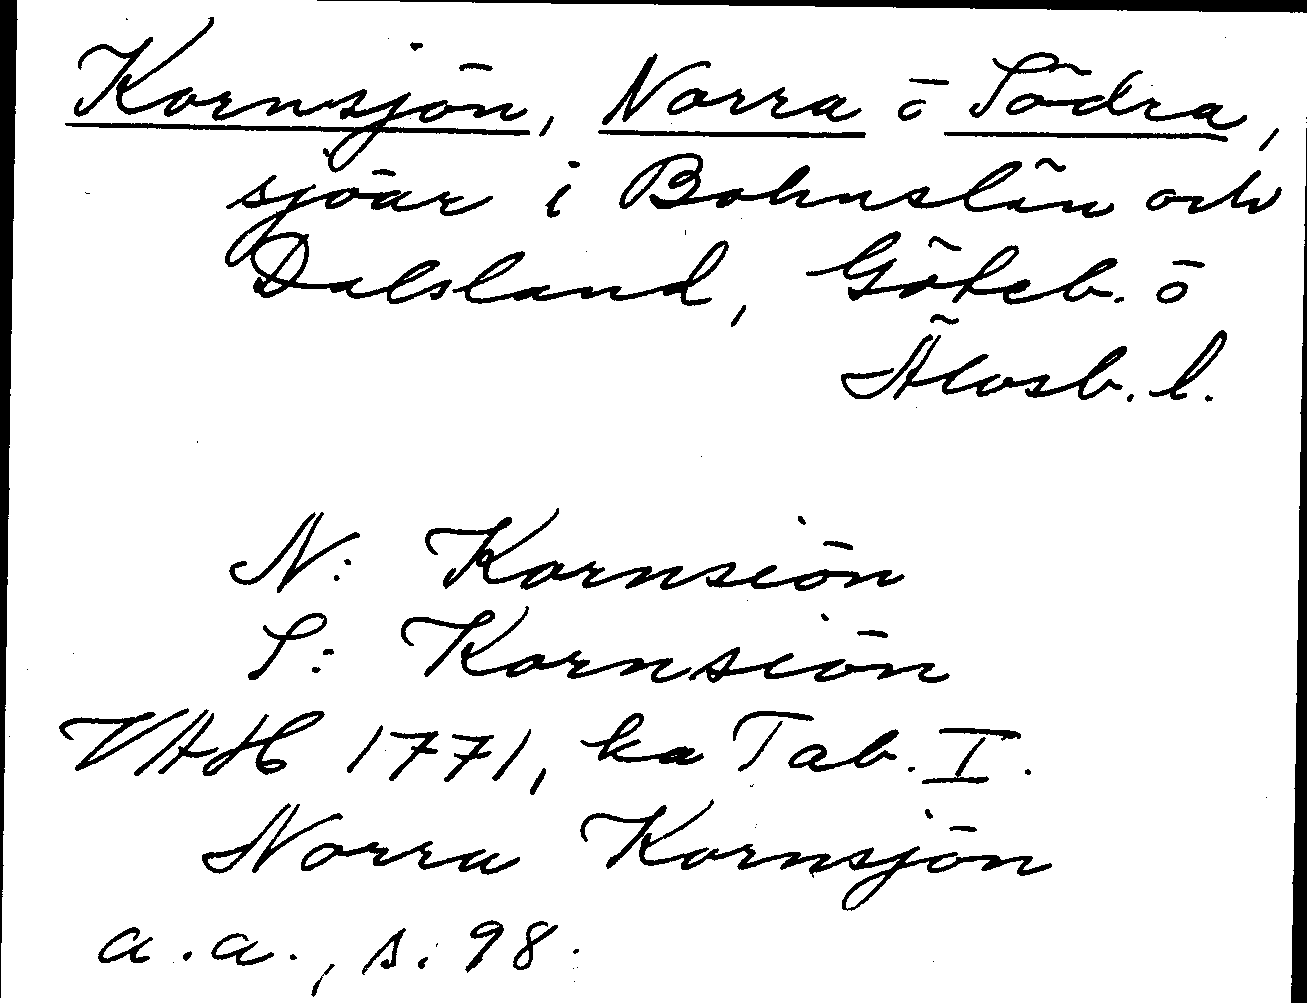 Kornsjön, Norra o Södra,
sjöar i Bohuslän och
Dalsland, Göteb. o
Älvsb. l.
N: Kornsiön
S: Kornsiön
VAH 1771, ka Tab. I.
Norra Kornsjön
a.a., s. 98.